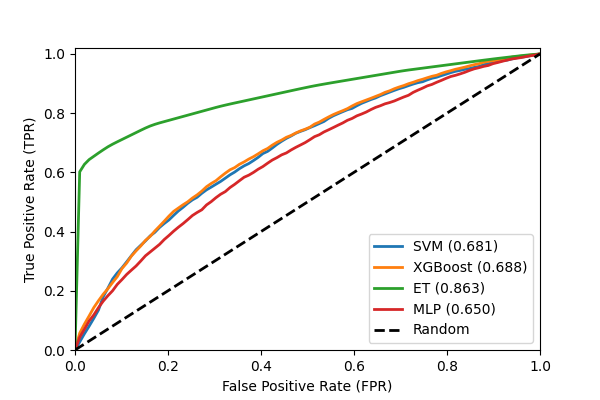 1.0
0.8
0.6
0.4
0.2
0.0
True Positive Rate (TPR)
SVM (0.681)
XGBoost (0.688)
ET (0.863)
MLP (0.650)
Random
0.0 0.2 0.4 0.6 0.8 1.0
False Positive Rate (FPR)